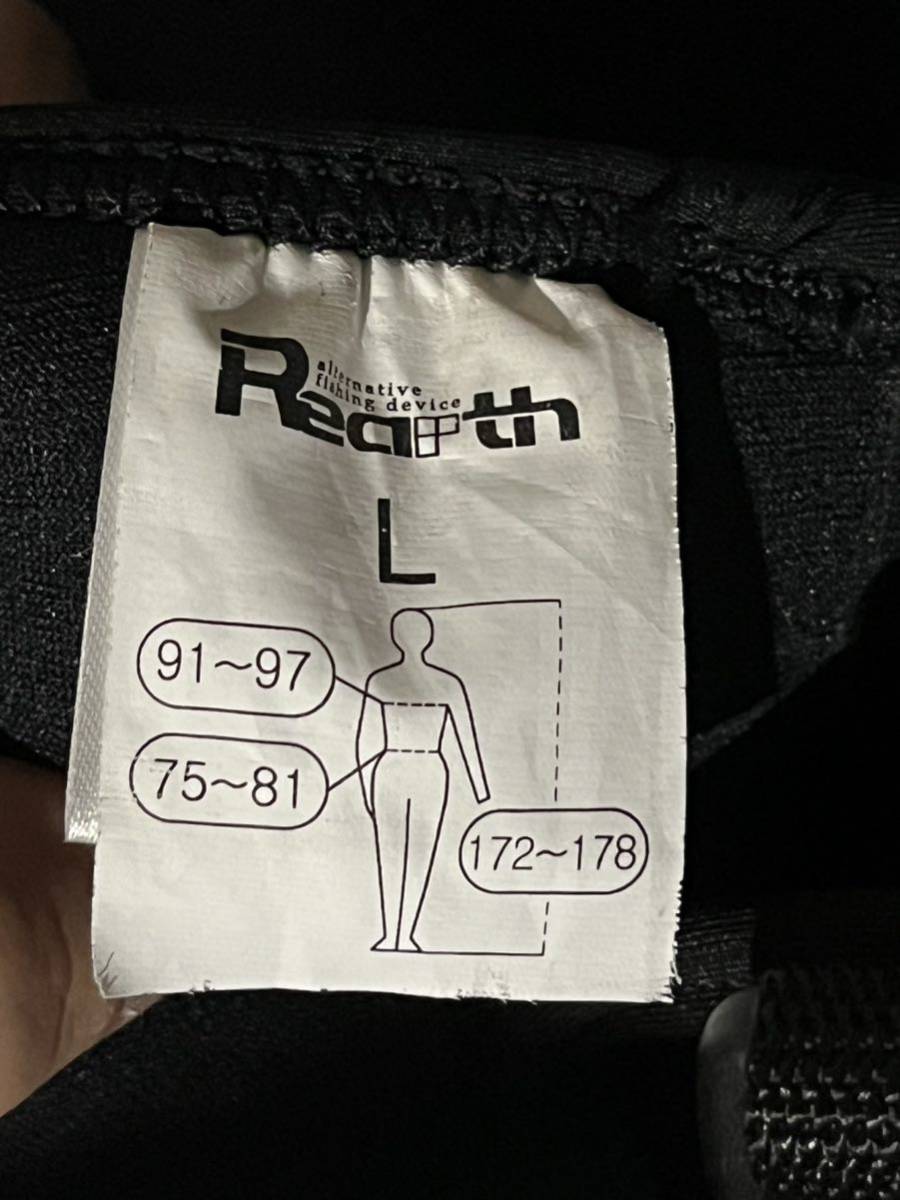 Rearth
alternative
fishing device
L
91~97
75~81
172~178